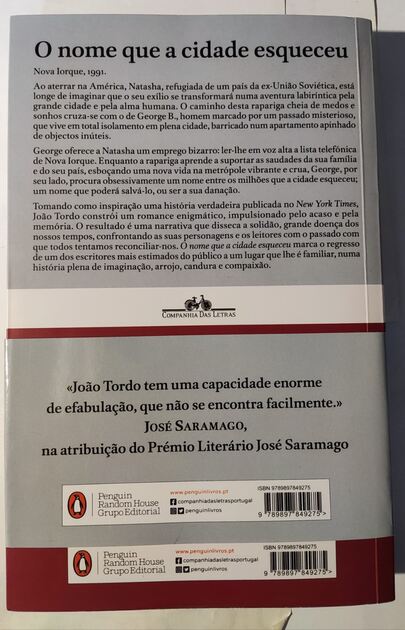 O nome que a cidade esqueceu
Nova Iorque, 1991.
Ao aterrar na América, Natasha, refugiada de um país da ex-União Soviética, está
longe de imaginar que o seu exílio se transformará numa aventura labiríntica pela
grande cidade e pela alma humana. O caminho desta rapariga cheia de medos e
sonhos cruza-se com o de George B., homem marcado por um passado misterioso,
que vive em total isolamento em plena cidade, barricado num apartamento apinhado
de objectos inúteis.
George oferece a Natasha um emprego bizarro: ler-lhe em voz alta a lista telefónica
de Nova Iorque. Enquanto a rapariga aprende a suportar as saudades da sua família
e do seu país, esboçando uma nova vida na metrópole vibrante e crua, George, por
seu lado, procura obsessivamente um nome entre os milhões que a cidade esqueceu;
um nome que poderá salvá-lo, ou ser a sua danação.
Tomando como inspiração uma história verdadeira publicada no New York Times,
João Tordo constrói um romance enigmático, impulsionado pelo acaso e pela
memória. O resultado é uma narrativa que disseca a solidão, grande doença dos
nossos tempos, confrontando as suas personagens e os leitores com o passado com
que todos tentamos reconciliar-nos. O nome que a cidade esqueceu marca o regresso
de um dos escritores mais estimados do público a um lugar que lhe é familiar, numa
história plena de imaginação, arrojo, candura e compaixão.
COMPANHIA DAS LETRAS
«João Tordo tem uma capacidade enorme
de efabulação, que não se encontra facilmente.»
JOSÉ SARAMAGO,
na atribuição do Prémio Literário José Saramago
Penguin
Random House
Grupo Editorial
www.penguinlivros.pt
companhiadasletrasportugal
penguinlivros
ISBN 9789897849275
9 789897 849275>
Penguin
Random House
Grupo Editorial
www.penguinlivros.pt
companhiadasletrasportugal
penguinlivros
ISBN 9789897849275
9 789897 849275>